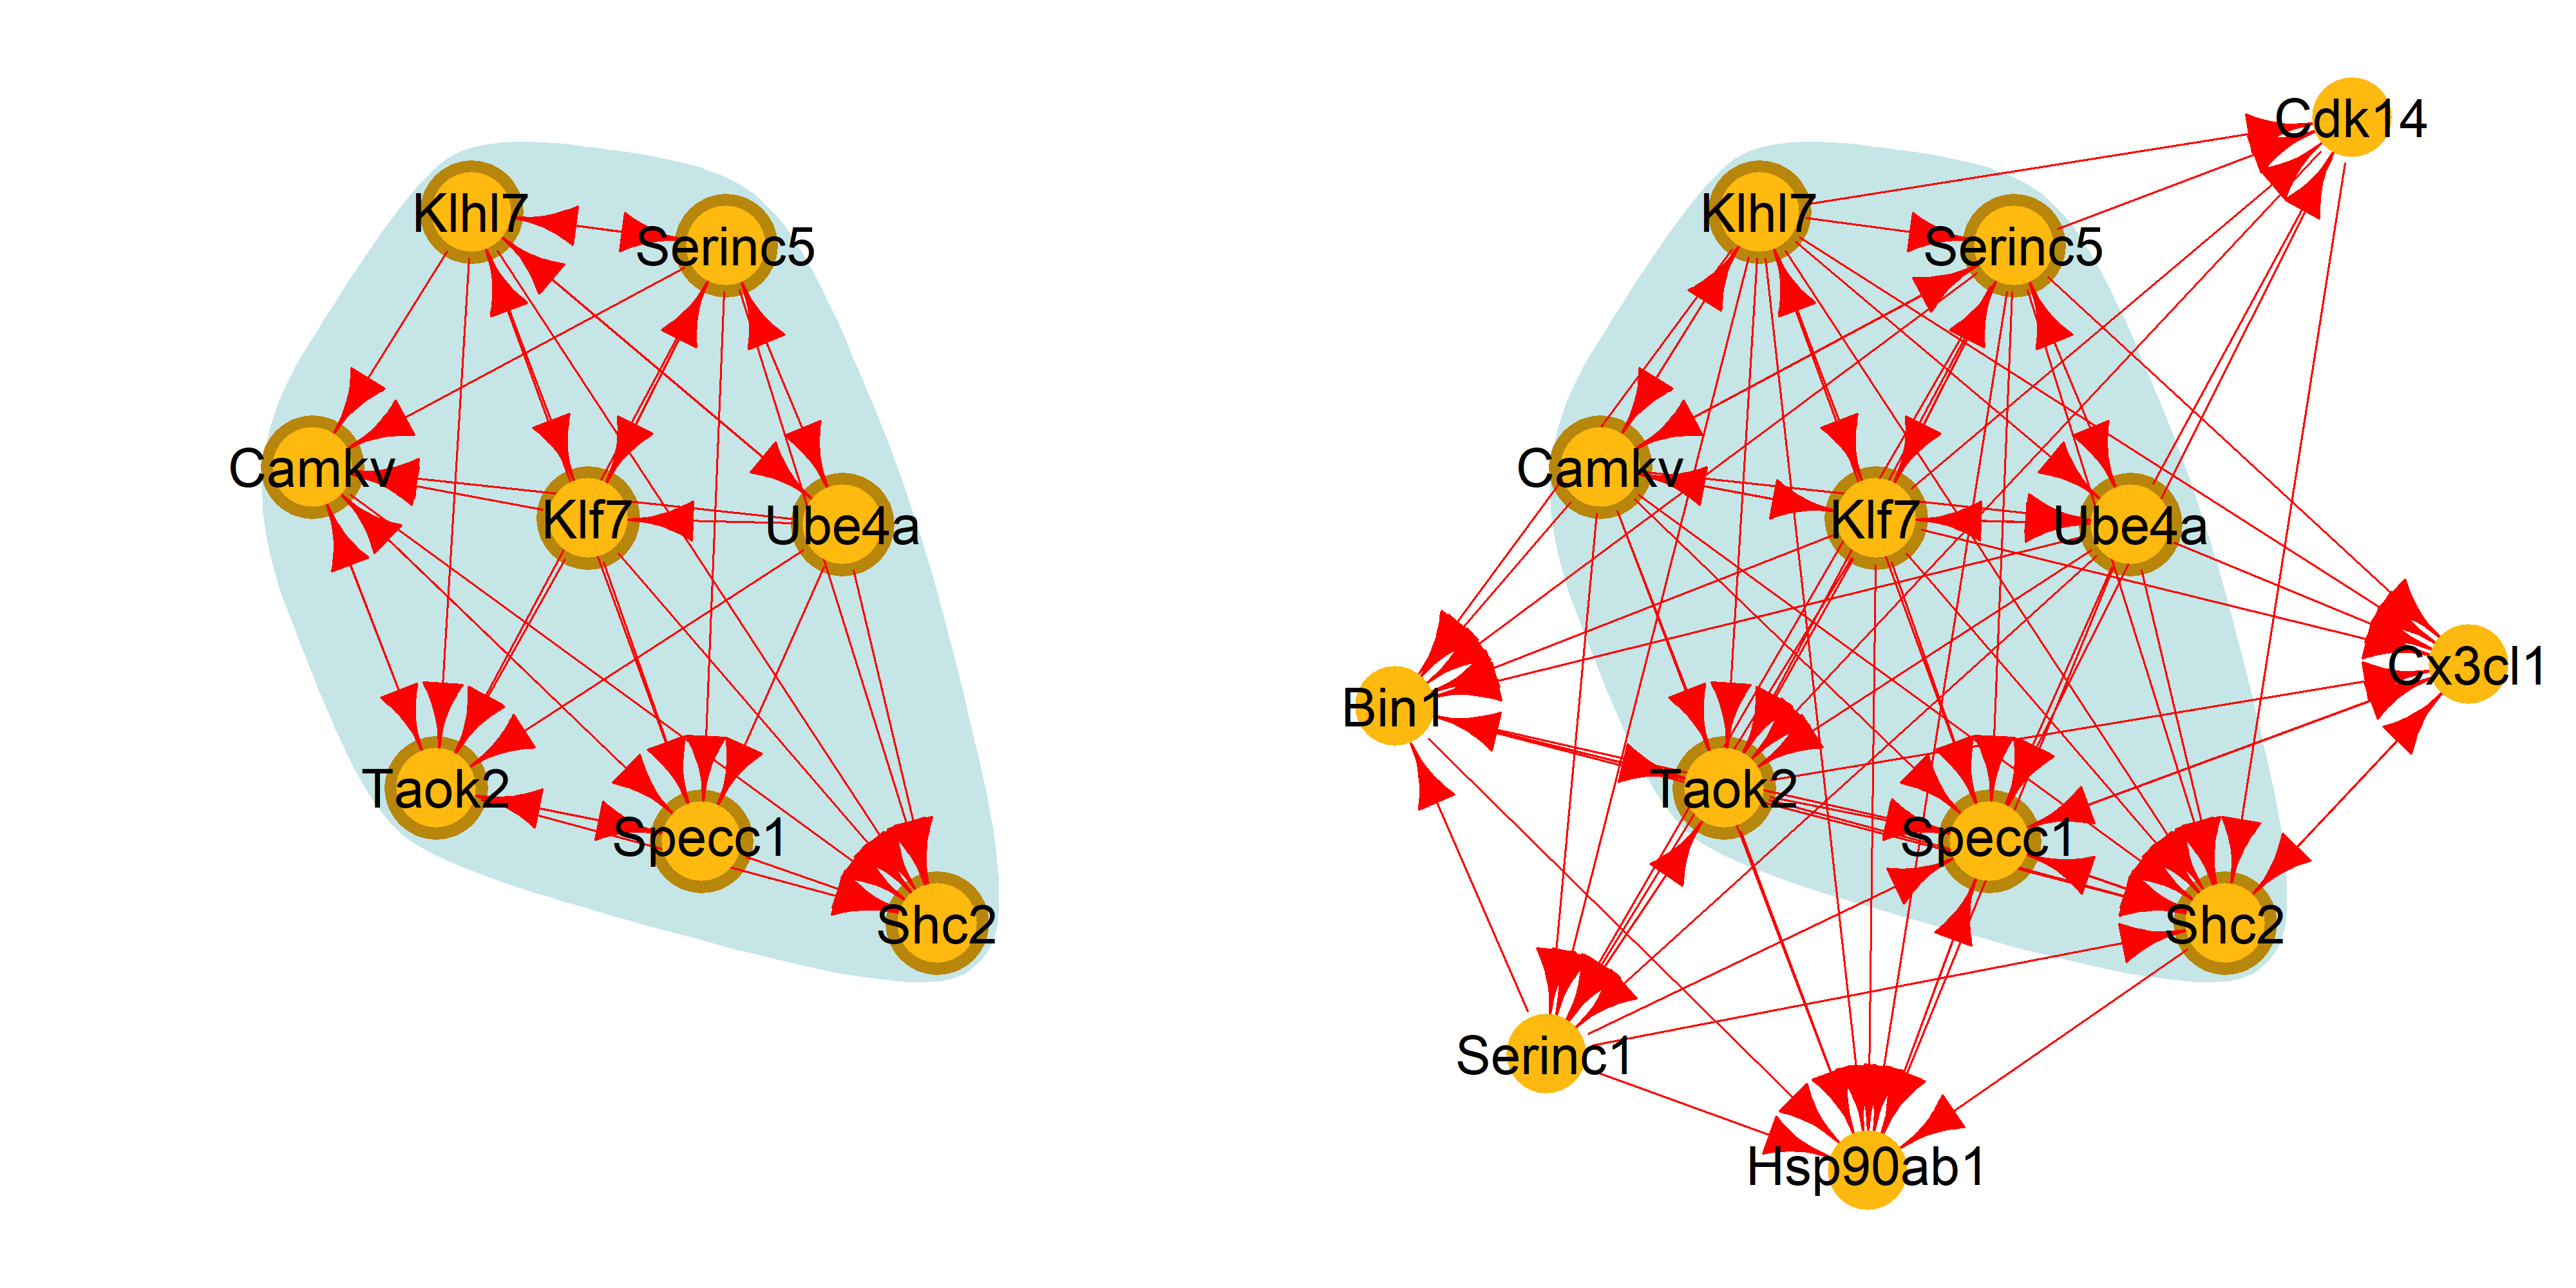 Klhl7
Serinc5
Camkv
Klf7
Ube4a
Taok2
Specc1
Shc2
Cdk14
Klhl7
Serinc5
Camkv
Klf7
Ube4a
Cx3cl1
Bin1
Taok2
Specc1
Shc2
Serinc1
Hsp90ab1